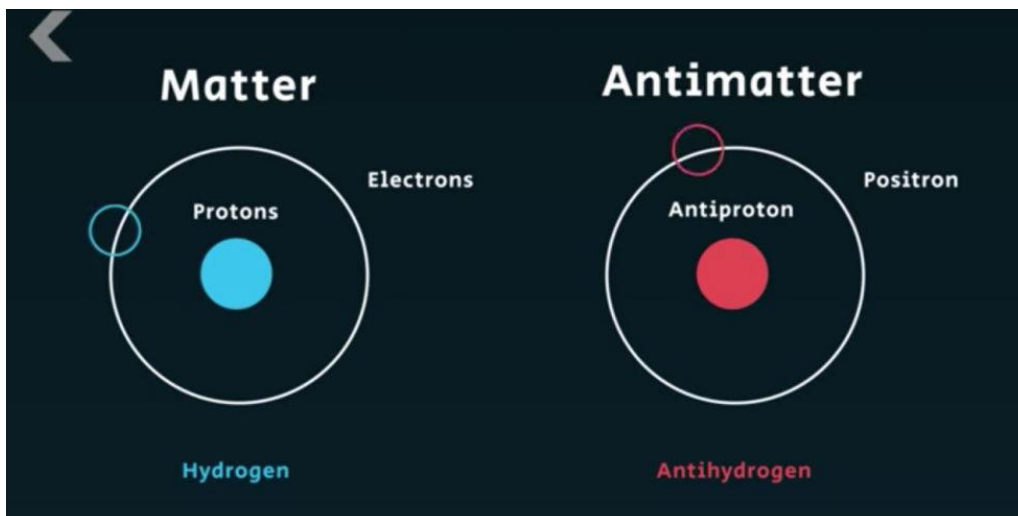 Matter
Antimatter
Electrons
Protons
Positron
Antiproton
Hydrogen
Antihydrogen